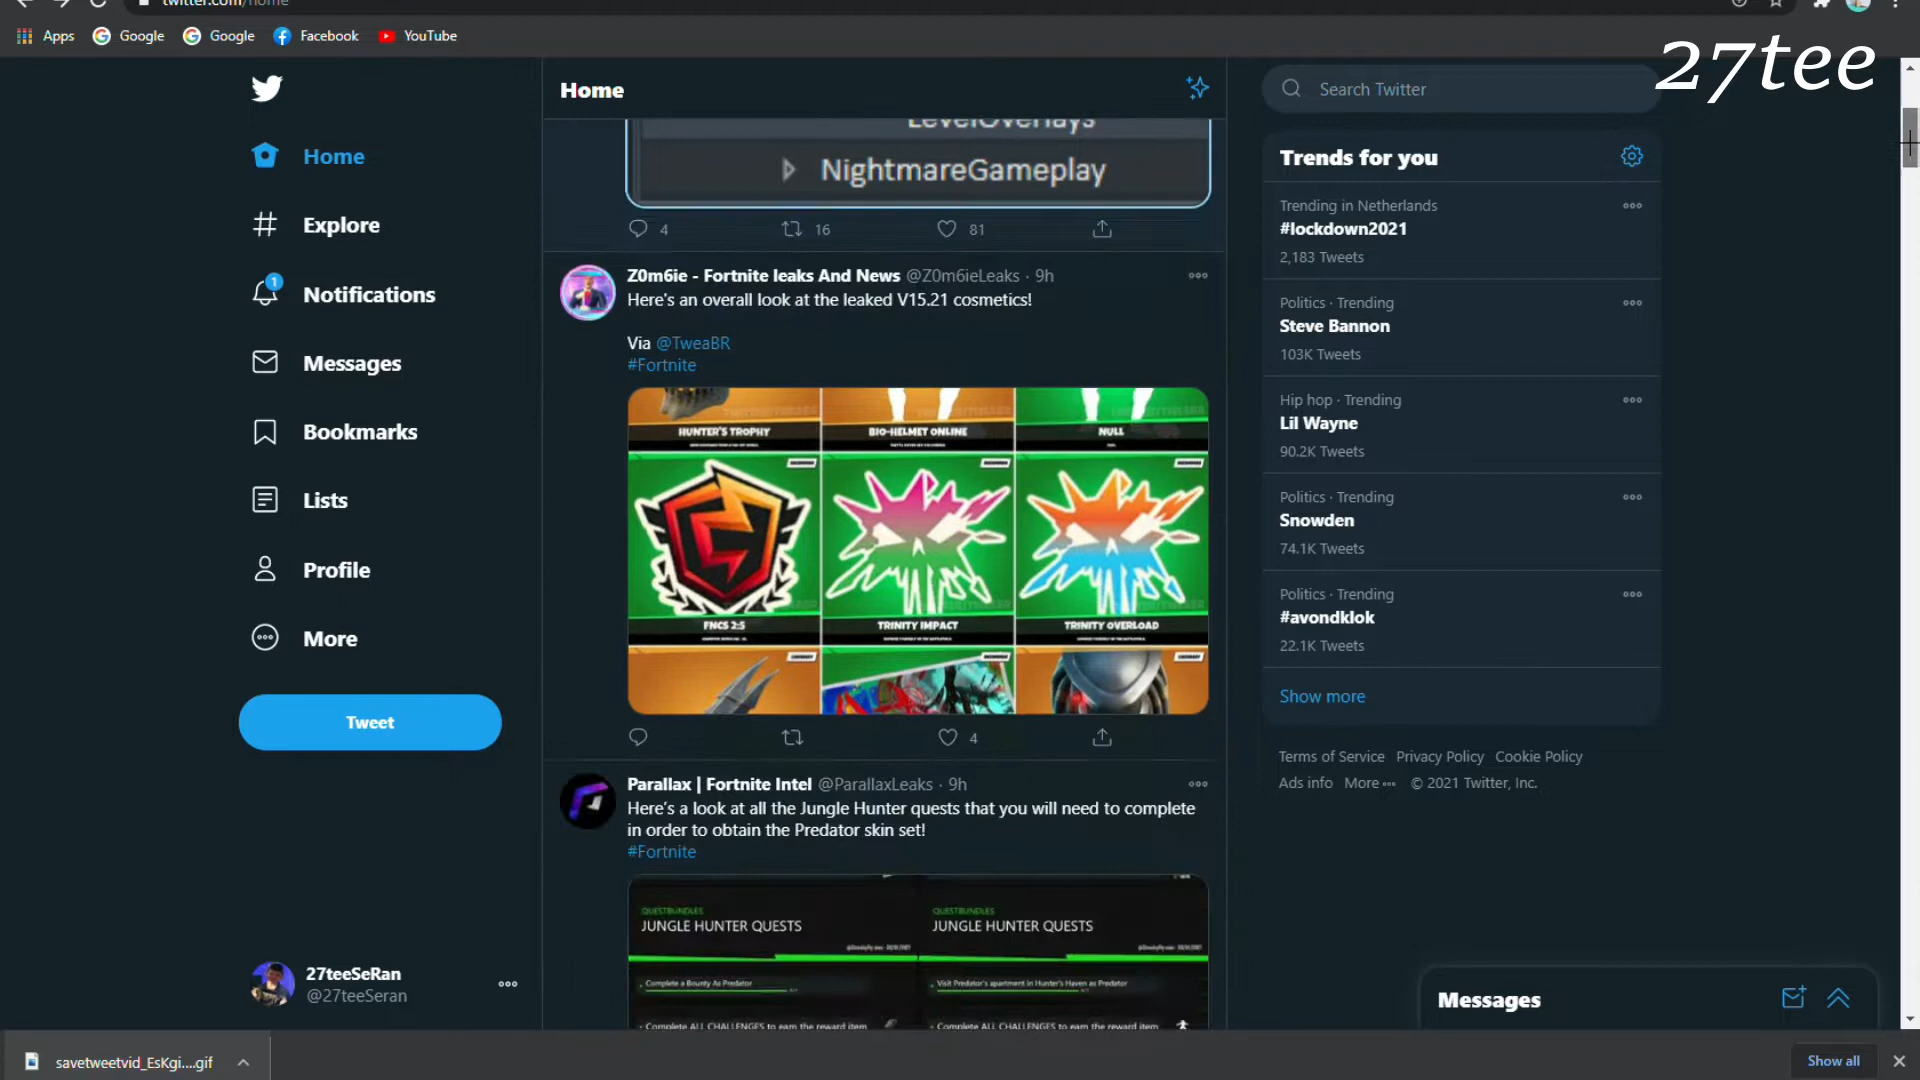 twitter.com/home
Apps Google Google Facebook YouTube
27tee
Home
Explore
Notifications
1
Messages
Bookmarks
Lists
Profile
More
Tweet
27teeSeRan
@27teeSeran
Home
LevelOverlays
NightmareGameplay
4 16 81
Z0m6ie - Fortnite leaks And News @Z0m6ieLeaks · 9h
Here's an overall look at the leaked V15.21 cosmetics!
Via @TweaBR
#Fortnite
HUNTER'S TROPHY BIO-HELMET ONLINE NULL
FNCS 2:5 TRINITY IMPACT TRINITY OVERLOAD
4
Parallax | Fortnite Intel @ParallaxLeaks · 9h
Here's a look at all the Jungle Hunter quests that you will need to complete
in order to obtain the Predator skin set!
#Fortnite
QUESTBUNDLES QUESTBUNDLES
JUNGLE HUNTER QUESTS JUNGLE HUNTER QUESTS
Complete a Bounty As Predator Visit Predator's apartment in Hunter's Haven as Predator
Complete ALL CHALLENGES to earn the reward item Complete ALL CHALLENGES to earn the reward item
Search Twitter
Trends for you
Trending in Netherlands
#lockdown2021
2,183 Tweets
Politics · Trending
Steve Bannon
103K Tweets
Hip hop · Trending
Lil Wayne
90.2K Tweets
Politics · Trending
Snowden
74.1K Tweets
Politics · Trending
#avondklok
22.1K Tweets
Show more
Terms of Service Privacy Policy Cookie Policy
Ads info More © 2021 Twitter, Inc.
Messages
savetweetvid_EsKgi....gif
Show all